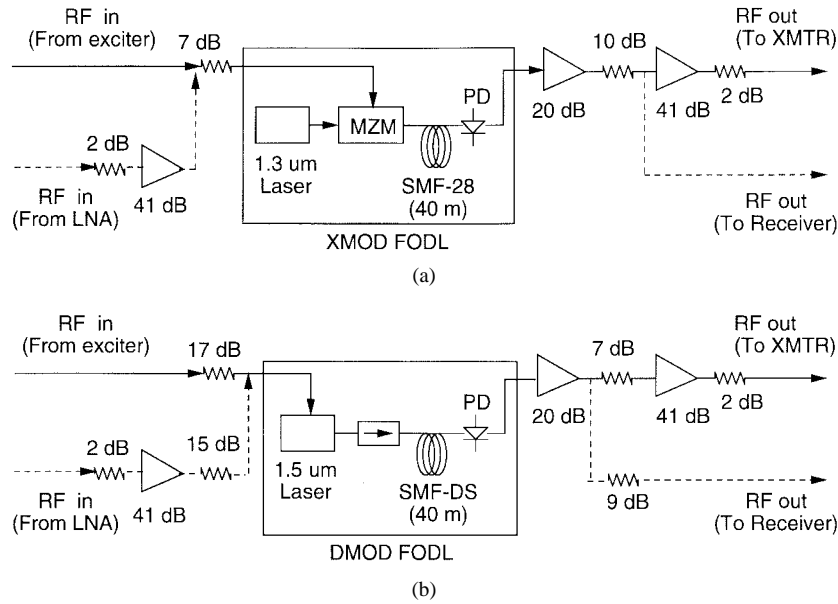 RF in
(From exciter)
7 dB
10 dB
RF out
(To XMTR)
PD
20 dB
41 dB
2 dB
MZM
2 dB
1.3 um
Laser
SMF-28
(40 m)
RF in
(From LNA)
41 dB
RF out
(To Receiver)
XMOD FODL
(a)
RF in
(From exciter)
17 dB
7 dB
RF out
(To XMTR)
PD
20 dB
41 dB
2 dB
2 dB
15 dB
1.5 um
Laser
SMF-DS
(40 m)
9 dB
RF in
(From LNA)
41 dB
RF out
(To Receiver)
DMOD FODL
(b)